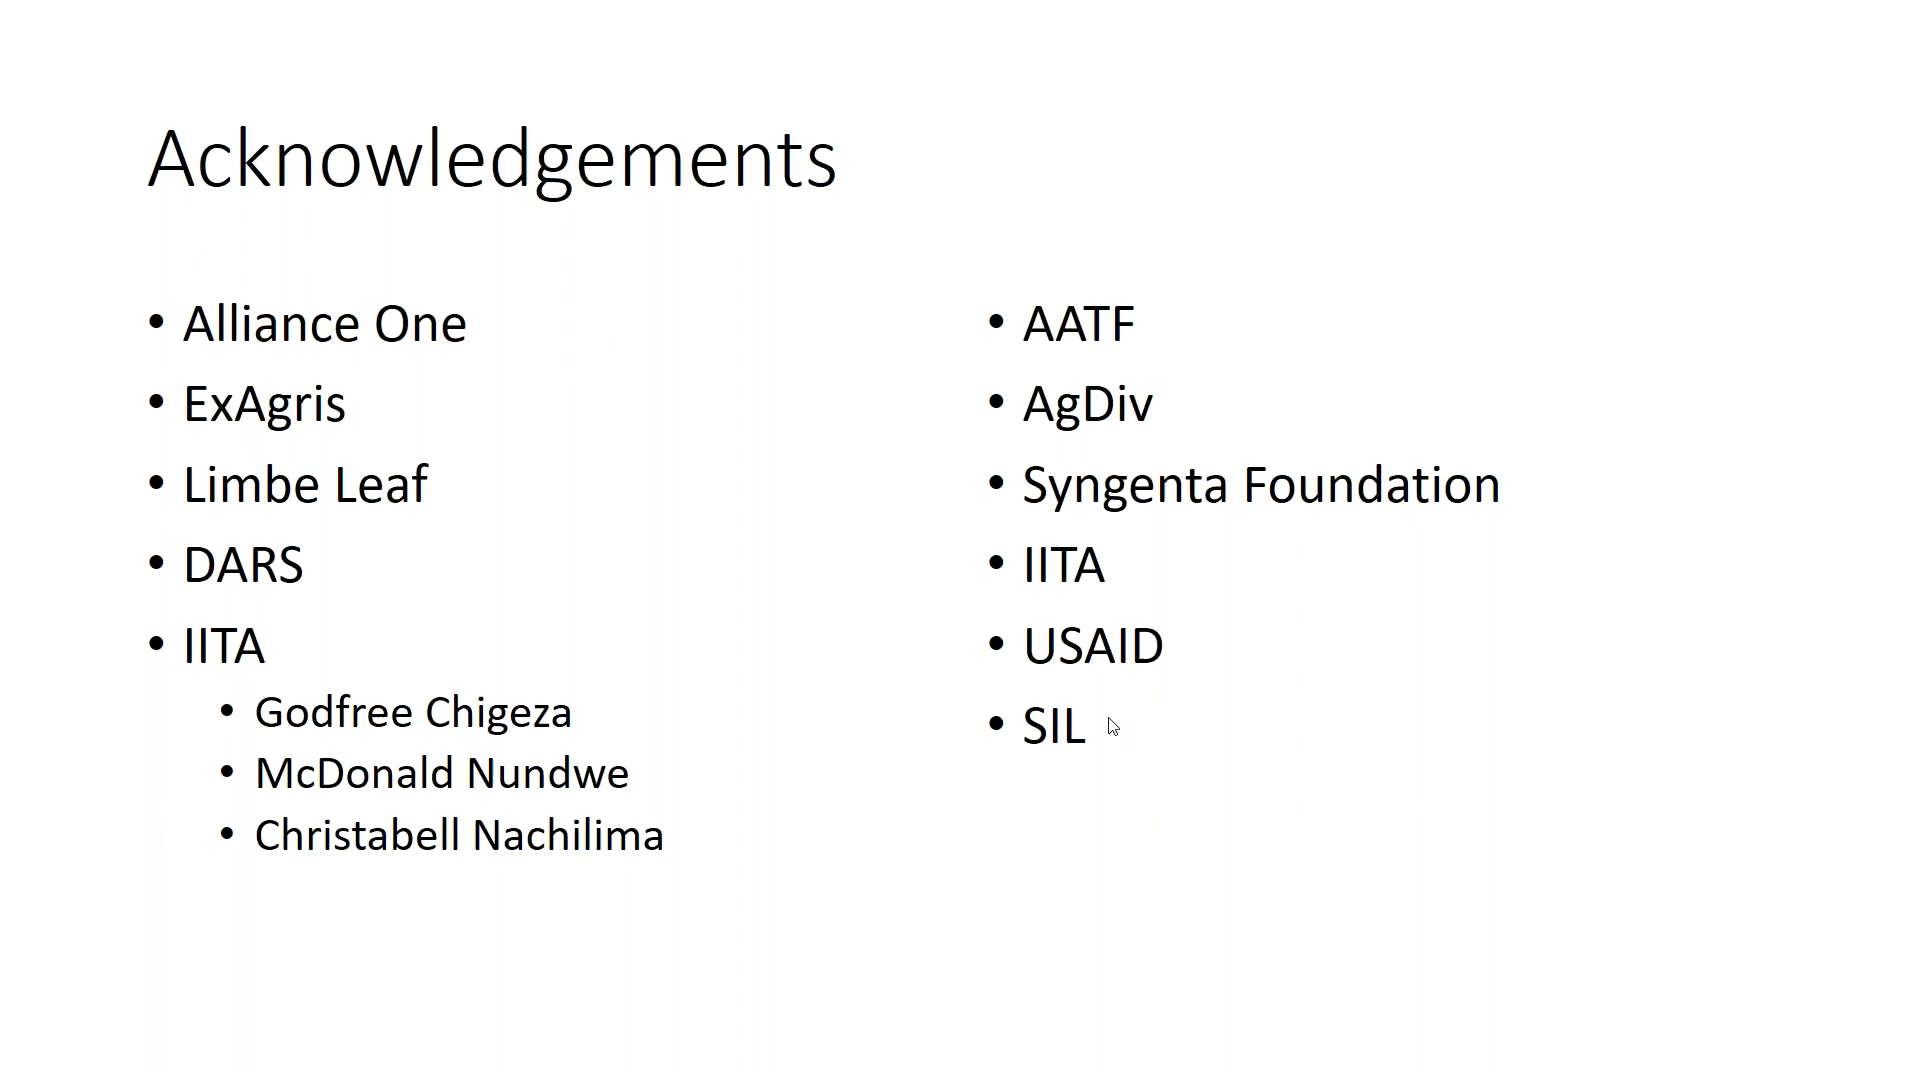 Acknowledgements
• Alliance One
• ExAgris
• Limbe Leaf
• DARS
• IITA
• Godfree Chigeza
• McDonald Nundwe
• Christabell Nachilima
• AATF
• AgDiv
• Syngenta Foundation
• IITA
• USAID
• SIL